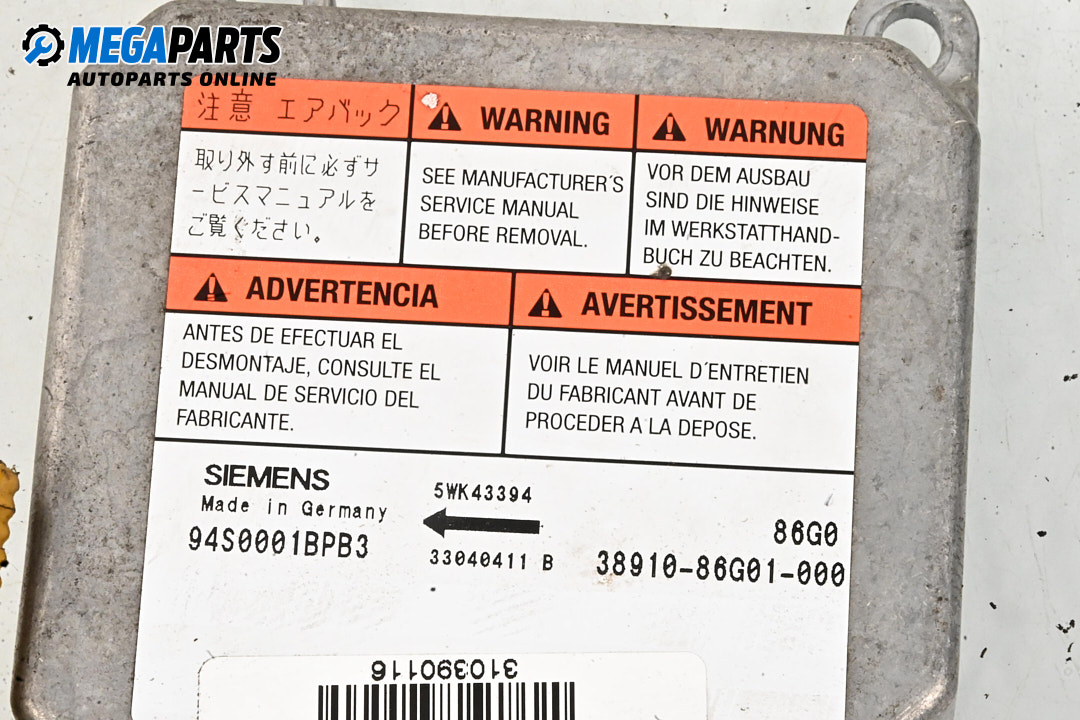 MEGAPARTS
AUTOPARTS ONLINE
注意 エアバック
取り外す前に必ずサ
ービスマニュアルを
ご覧ください。
WARNING
SEE MANUFACTURER´S
SERVICE MANUAL
BEFORE REMOVAL.
WARNUNG
VOR DEM AUSBAU
SIND DIE HINWEISE
IM WERKSTATTHAND-
BUCH ZU BEACHTEN.
ADVERTENCIA
ANTES DE EFECTUAR EL
DESMONTAJE, CONSULTE EL
MANUAL DE SERVICIO DEL
FABRICANTE.
AVERTISSEMENT
VOIR LE MANUEL D´ENTRETIEN
DU FABRICANT AVANT DE
PROCEDER A LA DEPOSE.
SIEMENS
Made in Germany
94S0001BPB3
5WK43394
33040411 B
86G0
38910-86G01-000
310390116